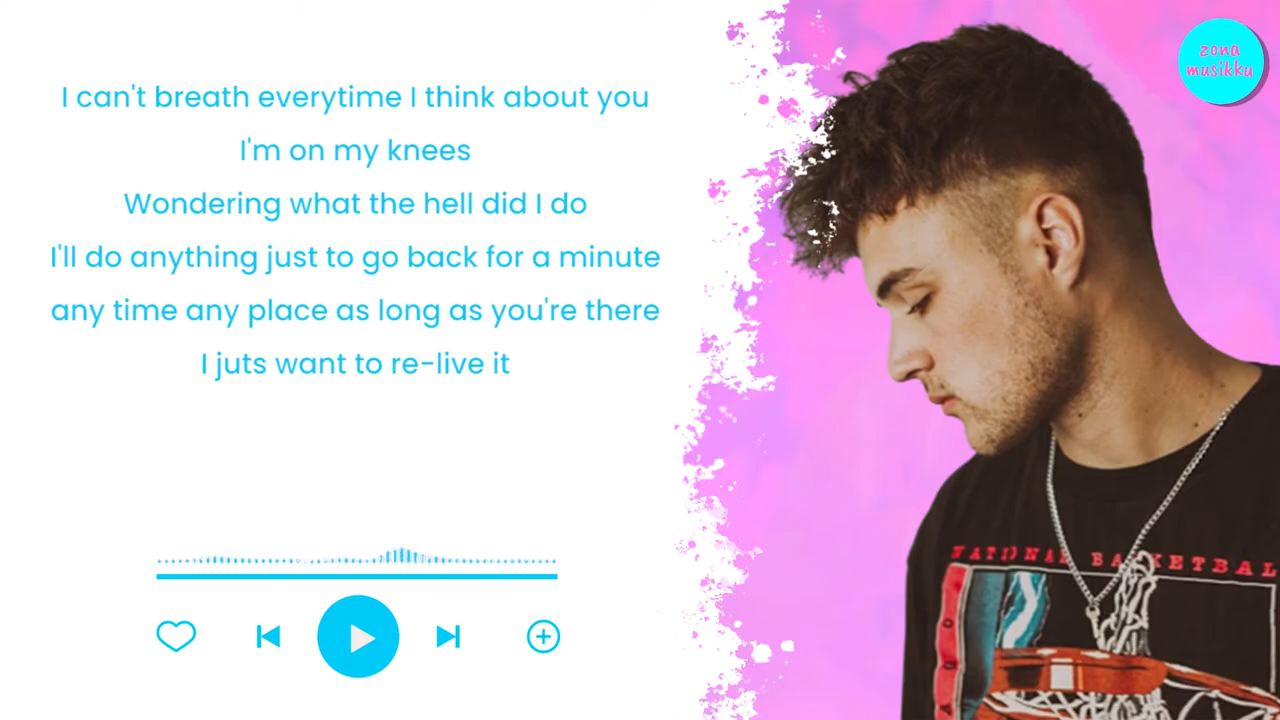 I can't breath everytime I think about you
I'm on my knees
Wondering what the hell did I do
I'll do anything just to go back for a minute
any time any place as long as you're there
I juts want to re-live it
zona
musikku
NATIONAL BASKETBAL